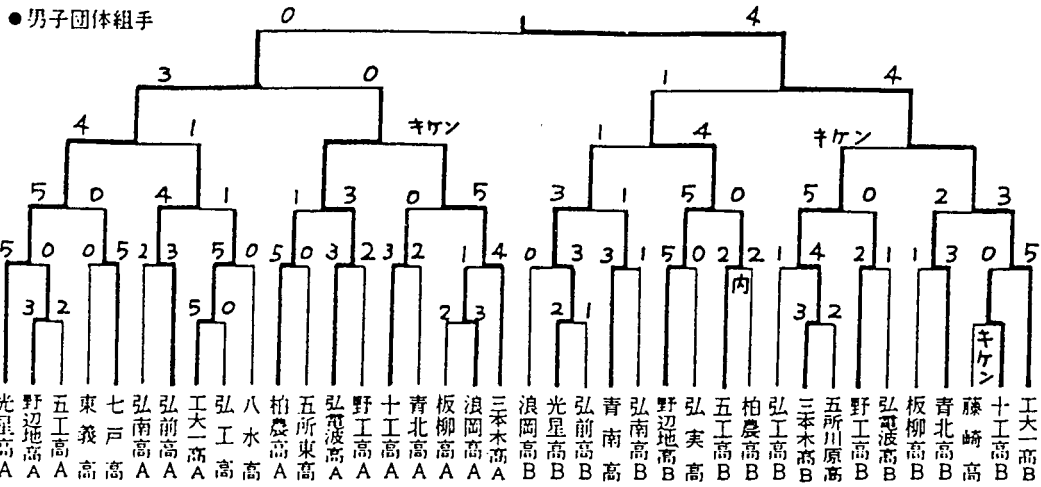 ●男子団体組手
0 4
3 0 1 4
4 1 キケン 1 4 キケン
5 0 4 1 1 3 0 5 3 1 5 0 5 0 2 3
5 0 0 5 2 3 5 0 5 0 3 2 3 2 1 4 0 3 3 1 5 0 2 2 1 4 2 1 1 3 0 5
3 2 5 0 2 3 2 1 内 3 2 キケン
光星高A
野辺地高A
五工高A
東義高
七戸高
弘南高A
弘前高A
工大一高A
弘工高
八水高
柏農高A
五所東高
弘電波高A
野工高A
十工高A
青北高A
板柳高A
浪岡高A
三本木高A
浪岡高B
光星高B
弘前高B
青南高
弘南高B
野辺地高B
弘実高
五工高B
柏農高B
弘工高B
三本木高B
五所川原高
野工高B
弘電波高B
板柳高B
青北高B
藤崎高
十工高B
工大一高B